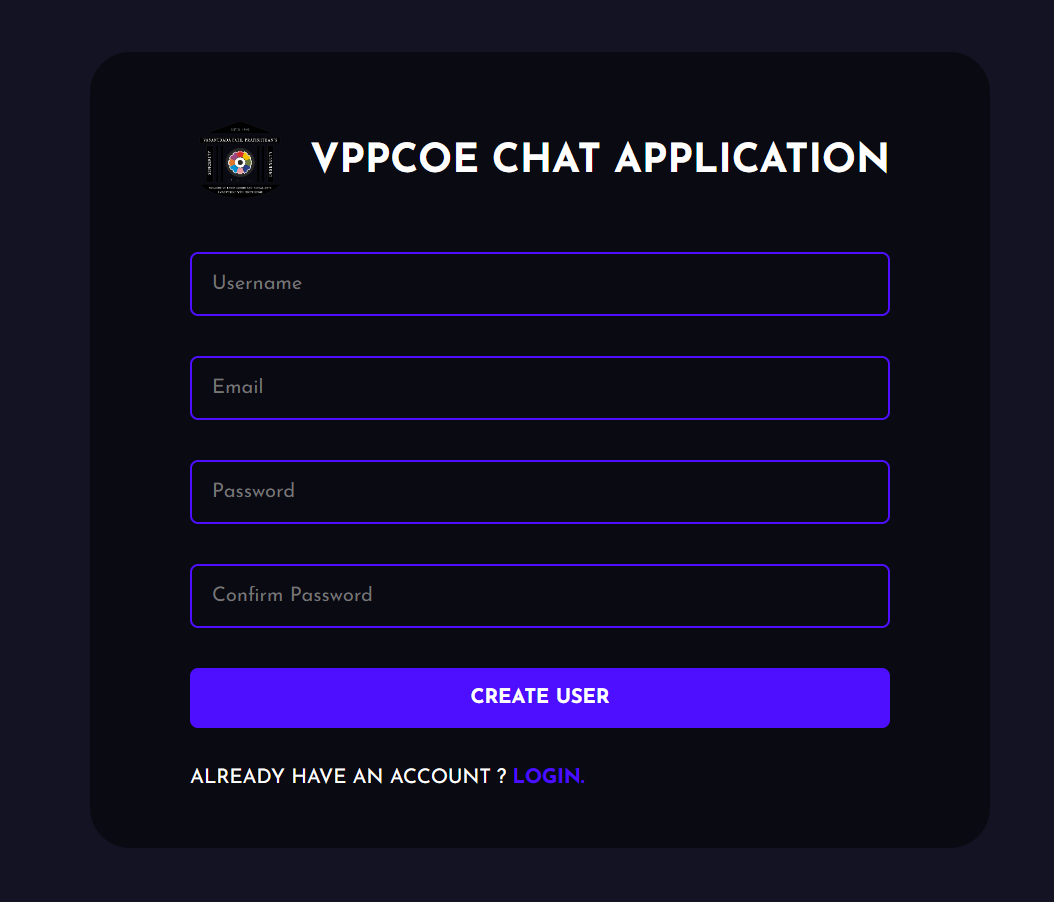 VPPCOE CHAT APPLICATION
Username
Email
Password
Confirm Password
CREATE USER
ALREADY HAVE AN ACCOUNT ? LOGIN.